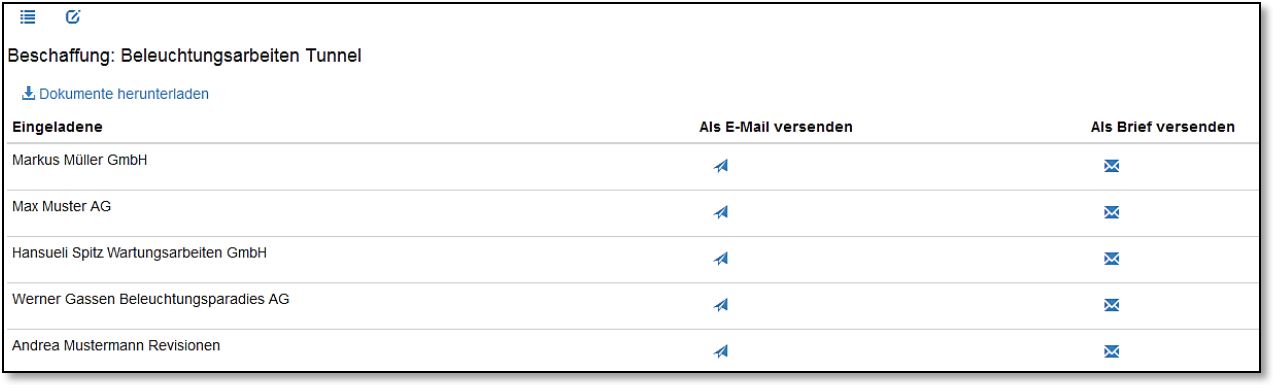 Beschaffung: Beleuchtungsarbeiten Tunnel
Dokumente herunterladen
Eingeladene Als E-Mail versenden Als Brief versenden
Markus Müller GmbH
Max Muster AG
Hansueli Spitz Wartungsarbeiten GmbH
Werner Gassen Beleuchtungsparadies AG
Andrea Mustermann Revisionen